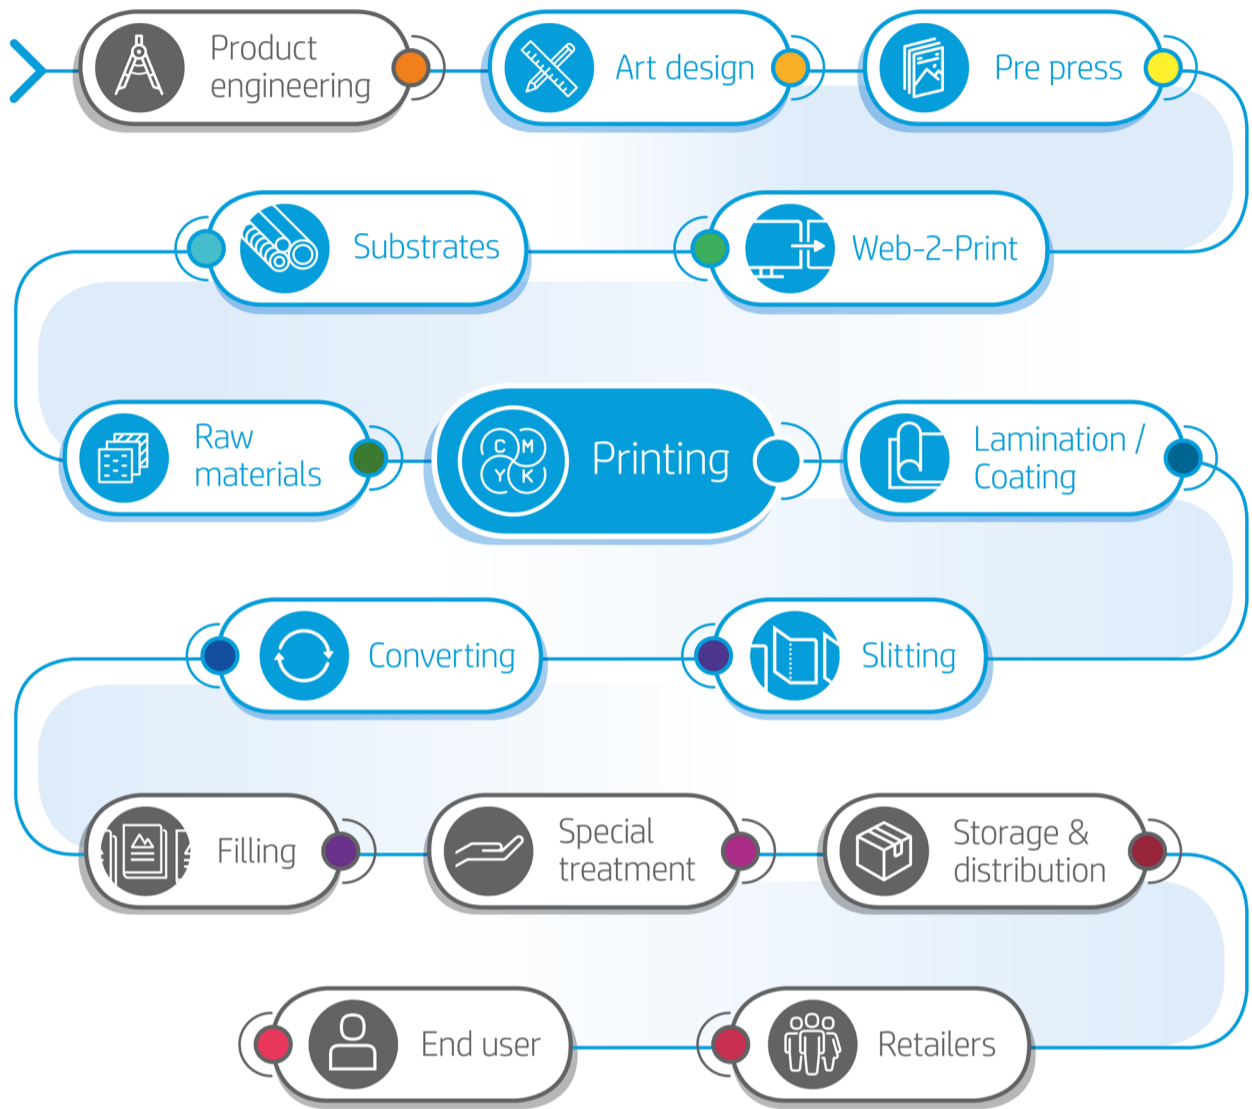 Product
engineering
Art design
Pre press
Web-2-Print
Substrates
Raw
materials
C M
Y K
Printing
Lamination /
Coating
Slitting
Converting
Filling
Special
treatment
Storage &
distribution
Retailers
End user